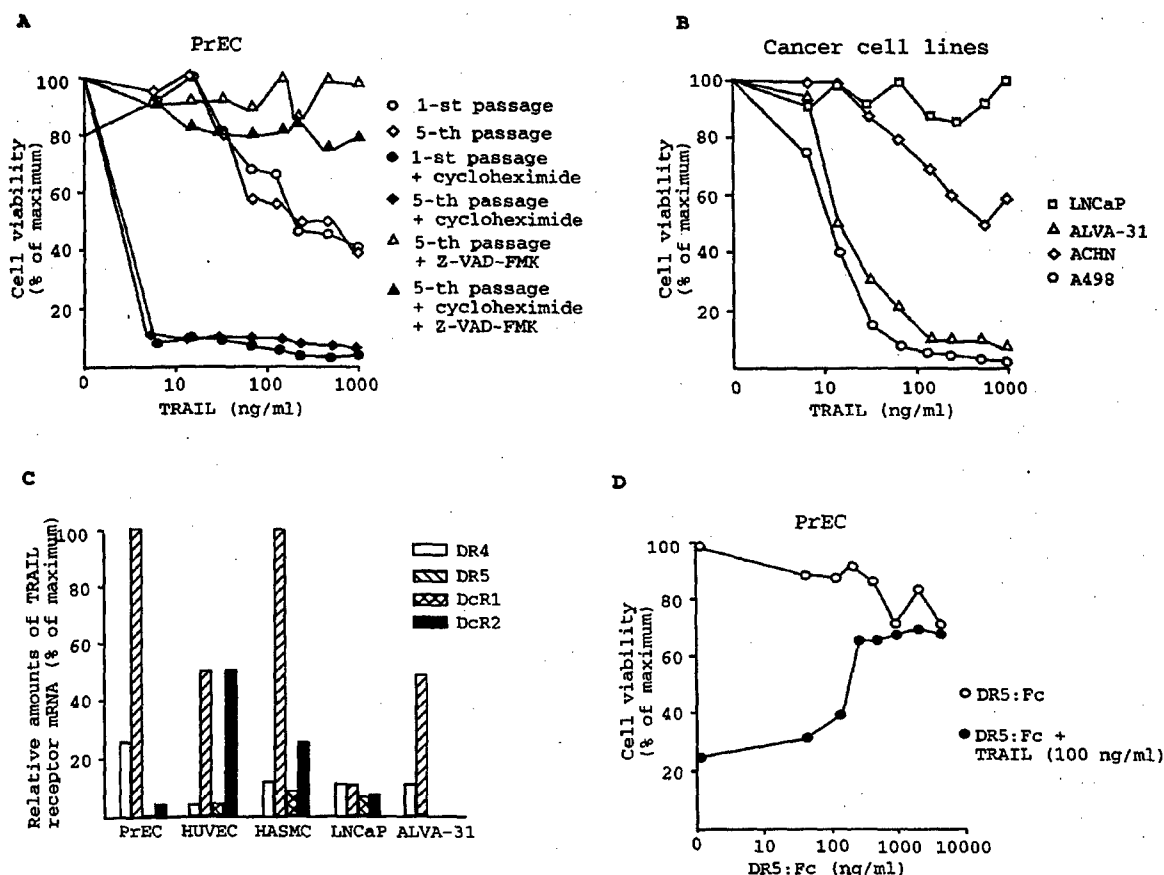 A
PrEC
Cell viability
(% of maximum)
100
80
60
40
20
0
10
100
1000
TRAIL (ng/ml)
1-st passage
5-th passage
1-st passage
+ cycloheximide
5-th passage
+ cycloheximide
5-th passage
+ Z-VAD-FMK
5-th passage
+ cycloheximide
+ Z-VAD-FMK
B
Cancer cell lines
Cell viability
(% of maximum)
100
80
60
40
20
0
10
100
1000
TRAIL (ng/ml)
LNCaP
ALVA-31
ACHN
A498
C
Relative amounts of TRAIL
receptor mRNA (% of maximum)
100
80
60
40
20
PrEC
HUVEC
HASMC
LNCaP
ALVA-31
DR4
DR5
DcR1
DcR2
D
PrEC
Cell viability
(% of maximum)
100
80
60
40
20
0
10
100
1000
10000
DR5:Fc (ng/ml)
DR5:Fc
DR5:Fc +
TRAIL (100 ng/ml)